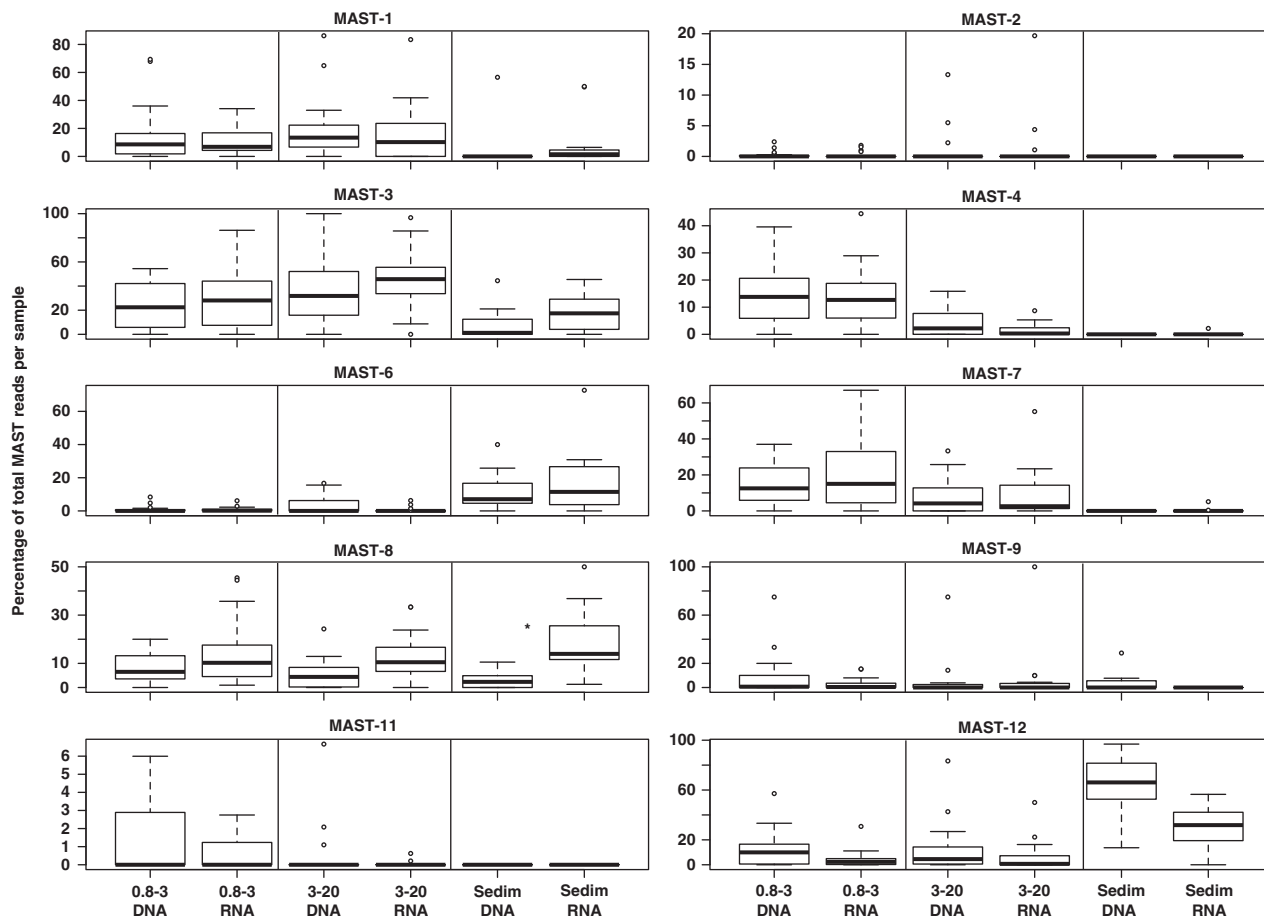 Percentage of total MAST reads per sample
MAST-1
80
60
40
20
0
MAST-2
20
15
10
5
0
MAST-3
100
60
20
0
MAST-4
40
30
20
10
0
MAST-6
60
40
20
0
MAST-7
60
40
20
0
MAST-8
50
30
10
0
*
MAST-9
100
60
20
0
MAST-11
6
5
4
3
2
1
0
MAST-12
100
60
20
0
0.8-3 DNA
0.8-3 RNA
3-20 DNA
3-20 RNA
Sedim DNA
Sedim RNA
0.8-3 DNA
0.8-3 RNA
3-20 DNA
3-20 RNA
Sedim DNA
Sedim RNA